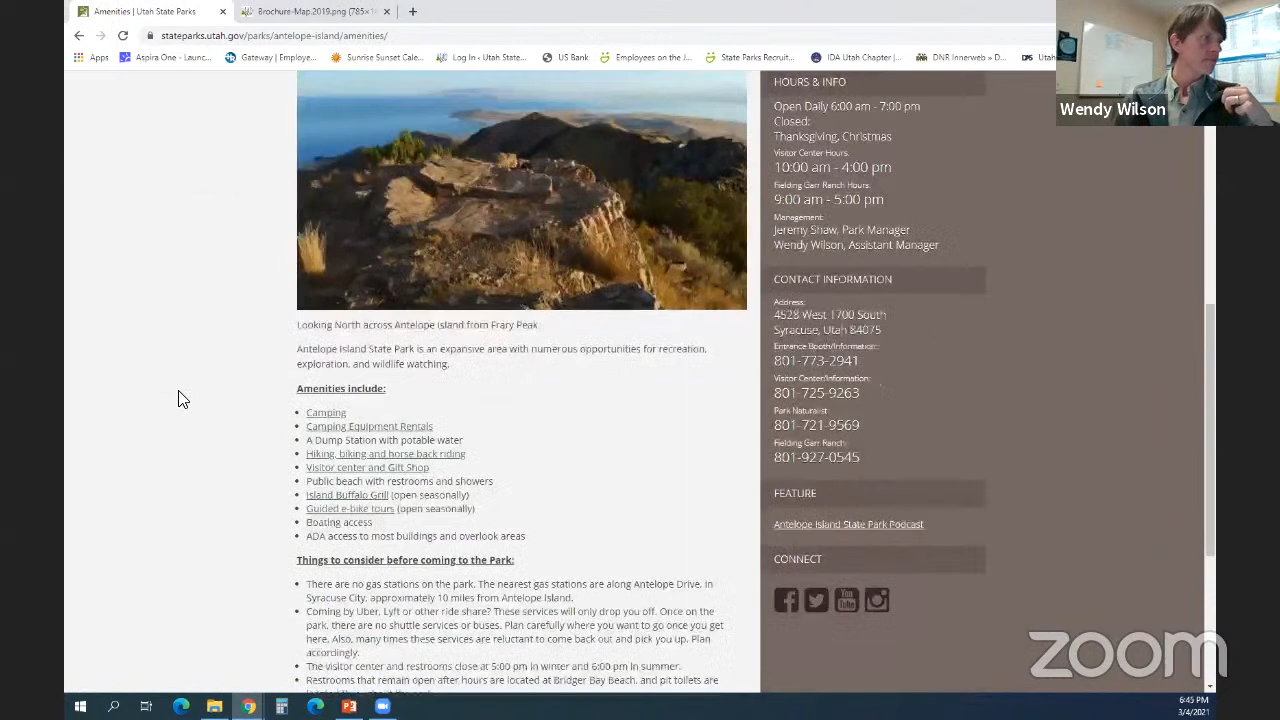 Amenities | Utah State Parks
Brochure-Map.2019.png (785×1
stateparks.utah.gov/parks/antelope-island/amenities/
Apps
Aspira One - Launc...
Gateway | Employe...
Sunrise Sunset Cale...
Log In ‹ Utah State...
US Bank
Employees on the J...
State Parks Recruit...
IDA Utah Chapter |...
DNR Innerweb » D...
Utah
Wendy Wilson
Looking North across Antelope Island from Frary Peak
Antelope Island State Park is an expansive area with numerous opportunities for recreation,
exploration, and wildlife watching.
Amenities include:
Camping
Camping Equipment Rentals
A Dump Station with potable water
Hiking, biking and horse back riding
Visitor center and Gift Shop
Public beach with restrooms and showers
Island Buffalo Grill (open seasonally)
Guided e-bike tours (open seasonally)
Boating access
ADA access to most buildings and overlook areas
Things to consider before coming to the Park:
There are no gas stations on the park. The nearest gas stations are along Antelope Drive, in
Syracuse City, approximately 10 miles from Antelope Island.
Coming by Uber, Lyft or other ride share? These services will only drop you off. Once on the
park, there are no shuttle services or buses. Plan carefully where you want to go once you get
here. Also, many times these services are reluctant to come back out and pick you up. Plan
accordingly.
The visitor center and restrooms close at 5:00 pm in winter and 6:00 pm in summer.
Restrooms that remain open after hours are located at Bridger Bay Beach, and pit toilets are
HOURS & INFO
Open Daily 6:00 am - 7:00 pm
Closed:
Thanksgiving, Christmas
Visitor Center Hours:
10:00 am - 4:00 pm
Fielding Garr Ranch Hours:
9:00 am - 5:00 pm
Management:
Jeremy Shaw, Park Manager
Wendy Wilson, Assistant Manager
CONTACT INFORMATION
Address:
4528 West 1700 South
Syracuse, Utah 84075
Entrance Booth/Information:
801-773-2941
Visitor Center/Information:
801-725-9263
Park Naturalist:
801-721-9569
Fielding Garr Ranch:
801-927-0545
FEATURE
Antelope Island State Park Podcast
CONNECT
You
Tube
zoom
6:45 PM
3/4/2021